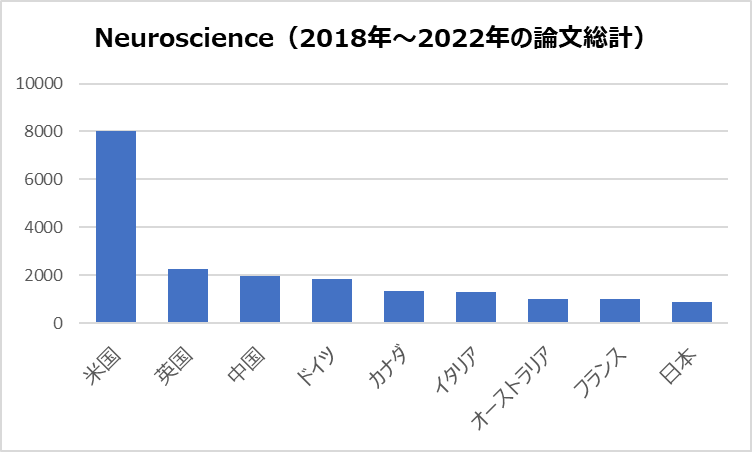 Neuroscience（2018年～2022年の論文総計）
10000
8000
6000
4000
2000
0
米国
英国
中国
ドイツ
カナダ
イタリア
オーストラリア
フランス
日本